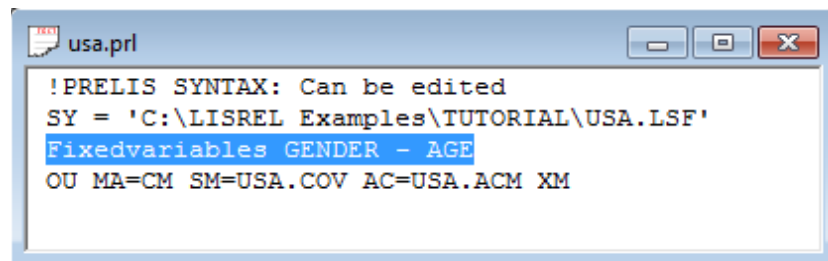 usa.prl
!PRELIS SYNTAX: Can be edited
SY = 'C:\LISREL Examples\TUTORIAL\USA.LSF'
Fixedvariables GENDER - AGE
OU MA=CM SM=USA.COV AC=USA.ACM XM